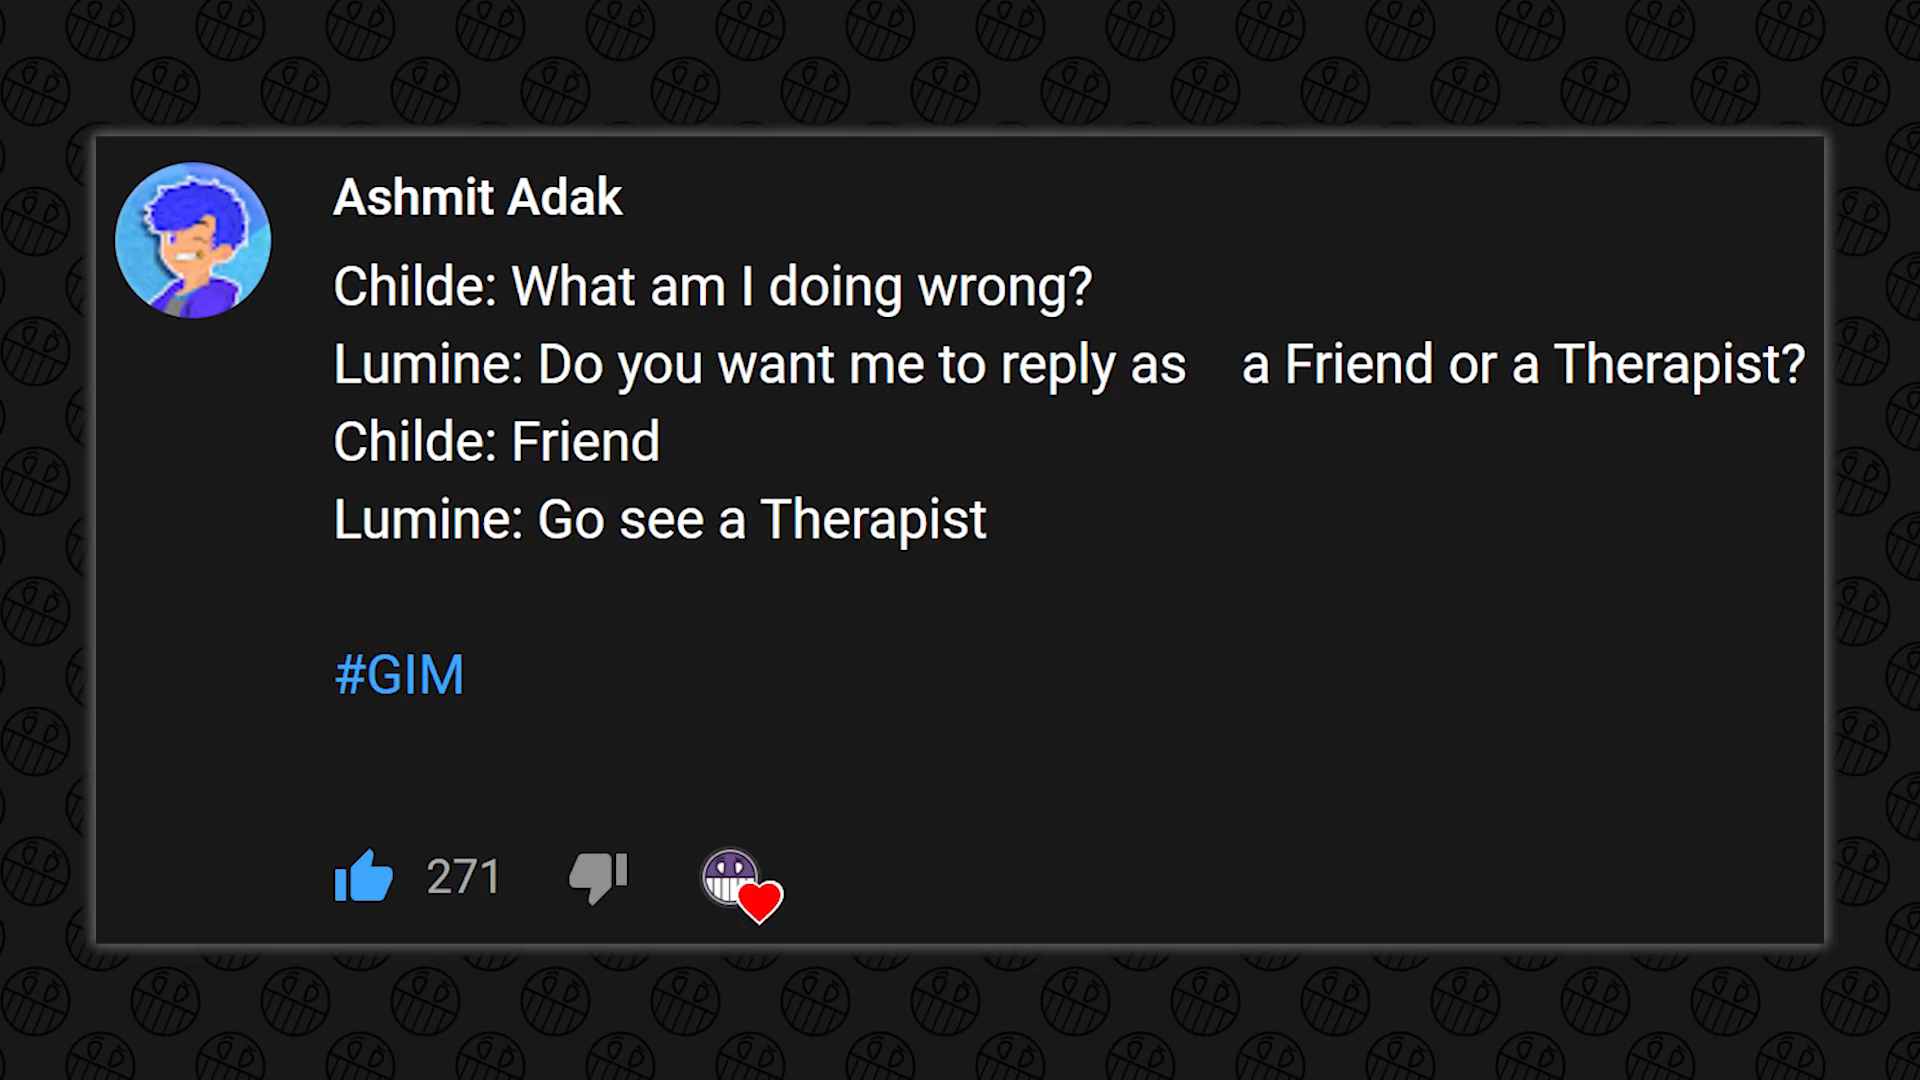 Ashmit Adak
Childe: What am I doing wrong?
Lumine: Do you want me to reply as a Friend or a Therapist?
Childe: Friend
Lumine: Go see a Therapist
#GIM
271